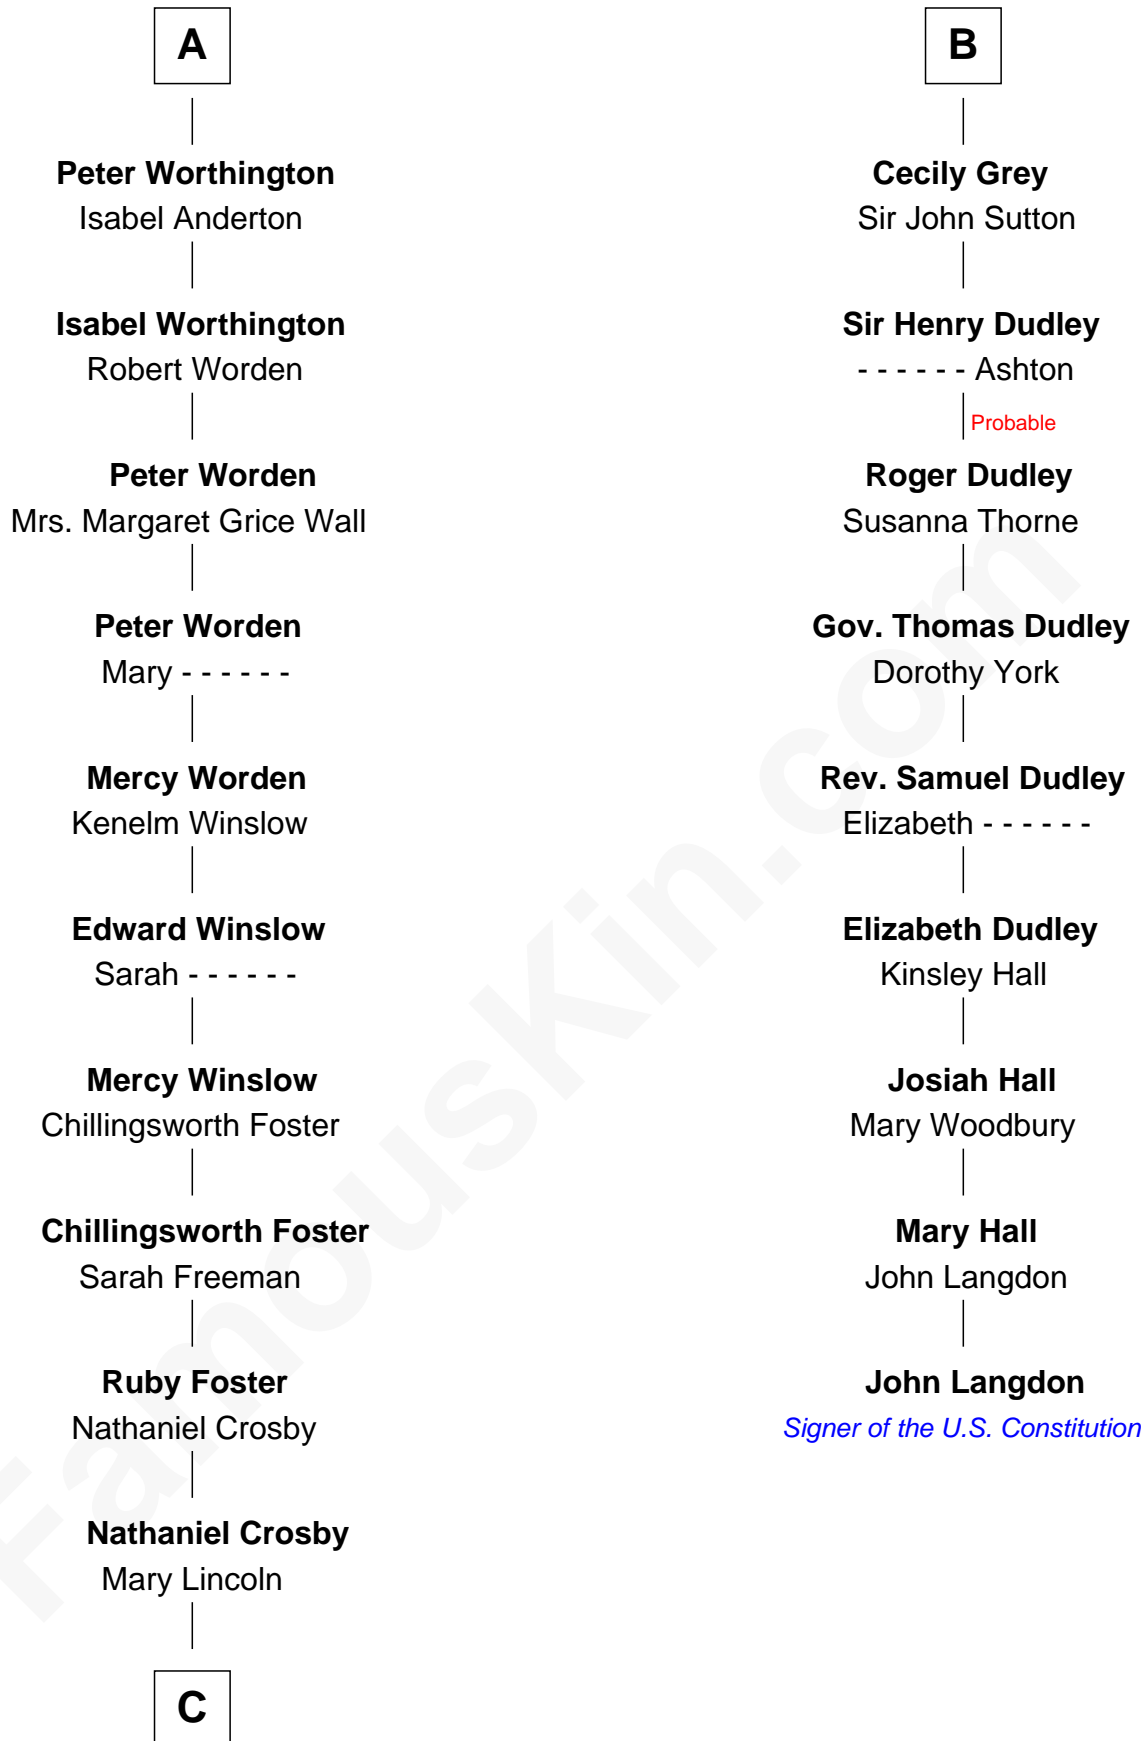 A
Peter Worthington
Isabel Anderton
Isabel Worthington
Robert Worden
Peter Worden
Mrs. Margaret Grice Wall
Peter Worden
Mary - - - - - -
Mercy Worden
Kenelm Winslow
Edward Winslow
Sarah - - - - - -
Mercy Winslow
Chillingsworth Foster
Chillingsworth Foster
Sarah Freeman
Ruby Foster
Nathaniel Crosby
Nathaniel Crosby
Mary Lincoln
C
B
Cecily Grey
Sir John Sutton
Sir Henry Dudley
- - - - - - Ashton
Probable
Roger Dudley
Susanna Thorne
Gov. Thomas Dudley
Dorothy York
Rev. Samuel Dudley
Elizabeth - - - - - -
Elizabeth Dudley
Kinsley Hall
Josiah Hall
Mary Woodbury
Mary Hall
John Langdon
John Langdon
Signer of the U.S. Constitution
FamousKin.com